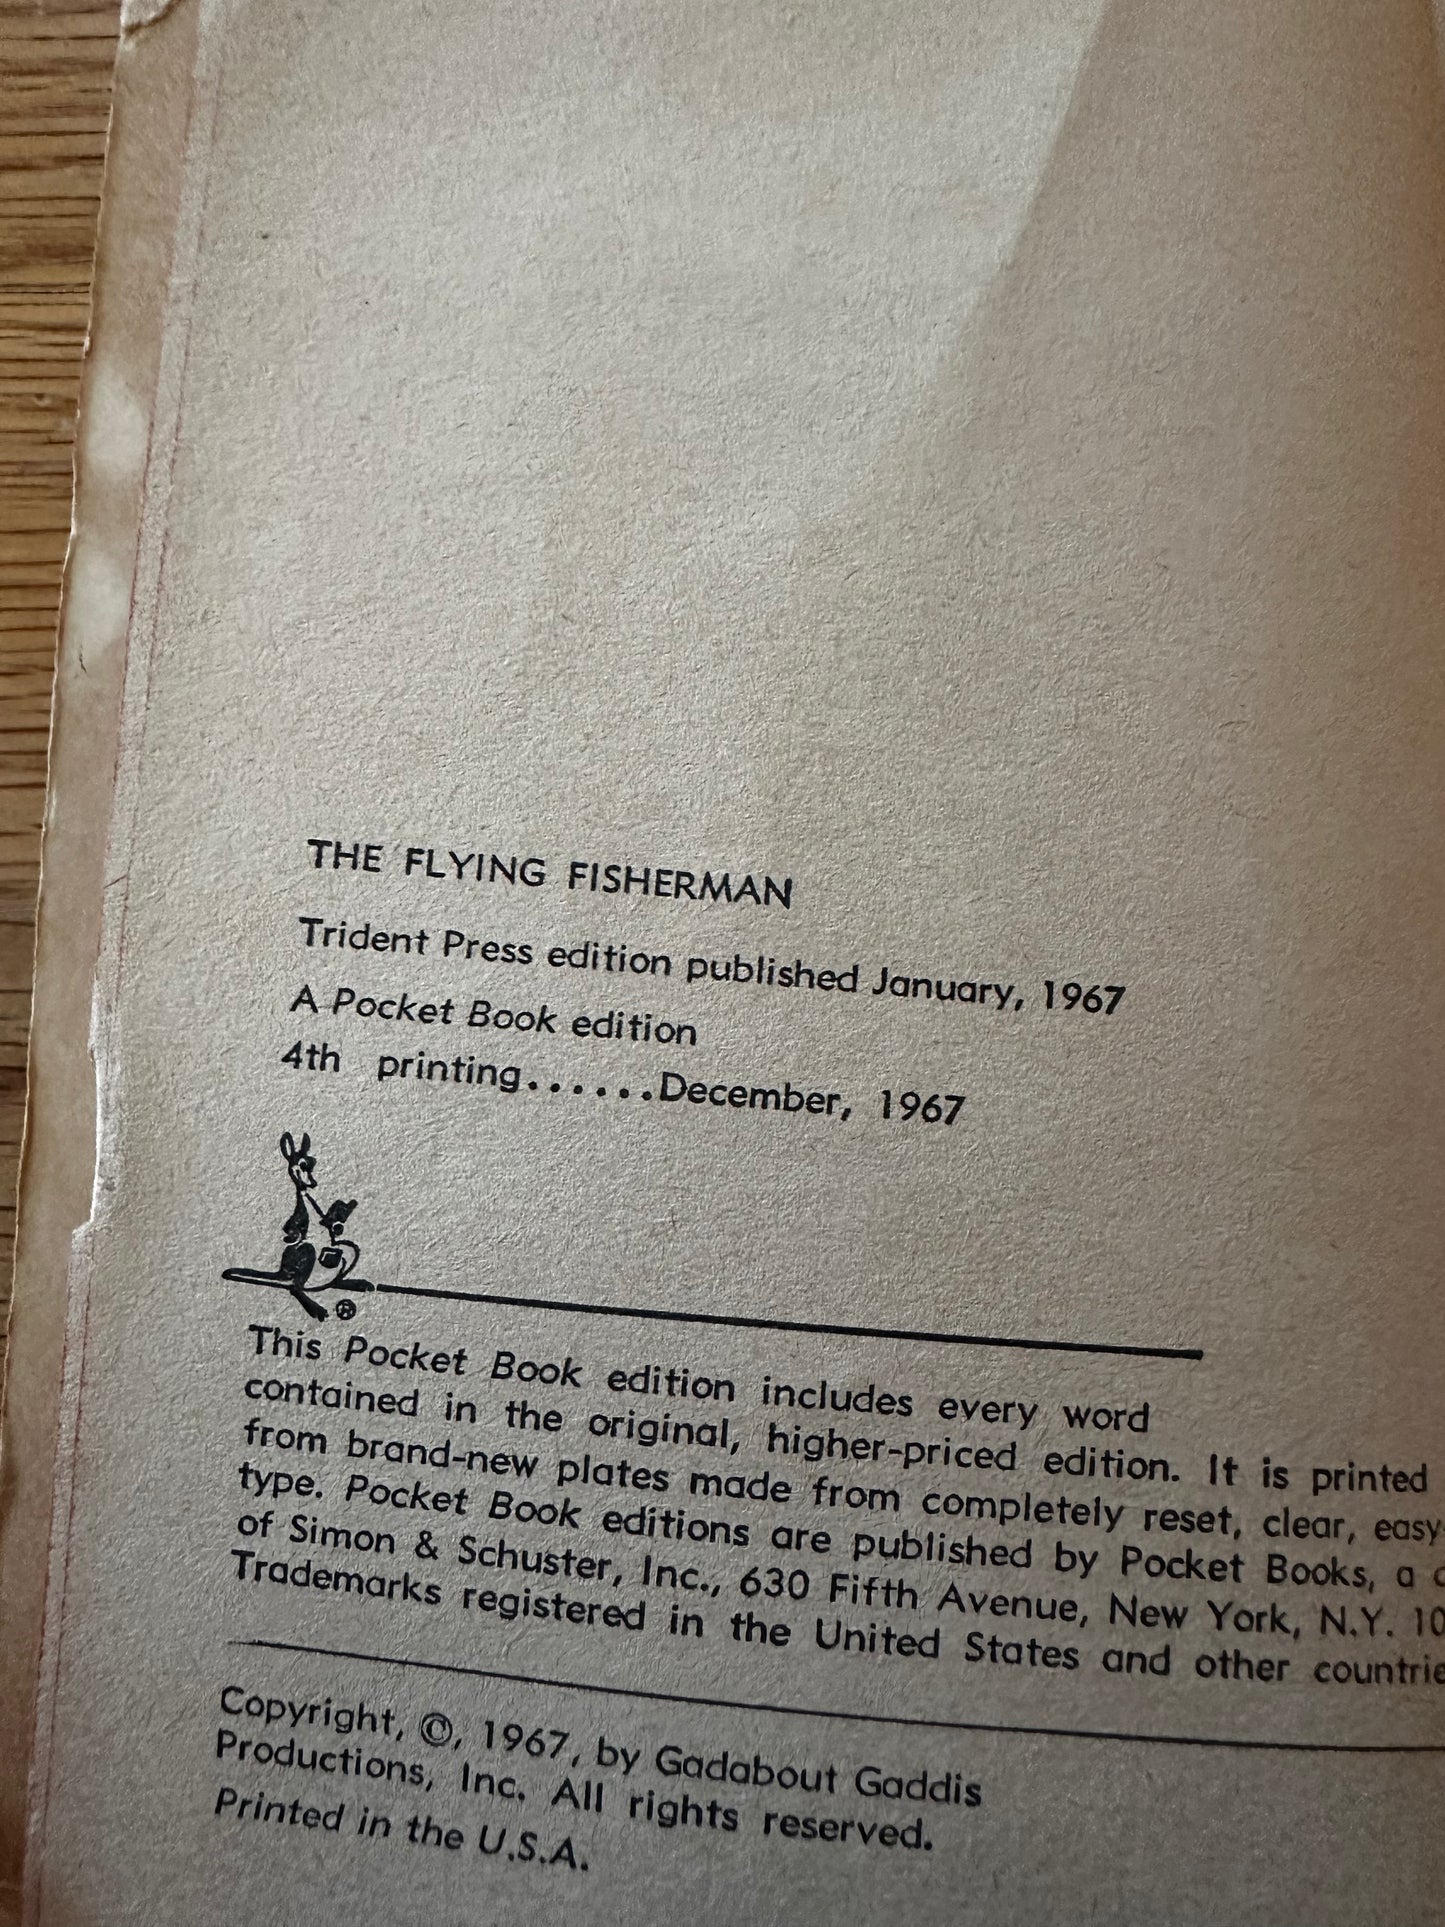 THE FLYING FISHERMAN
Trident Press edition published January, 1967
A Pocket Book edition
4th printing......December, 1967
®
This Pocket Book edition includes every word
contained in the original, higher-priced edition. It is printed
from brand-new plates made from completely reset, clear, easy-
type. Pocket Book editions are published by Pocket Books, a
of Simon & Schuster, Inc., 630 Fifth Avenue, New York, N.Y. 10
Trademarks registered in the United States and other countrie
Copyright, ©, 1967, by Gadabout Gaddis
Productions, Inc. All rights reserved.
Printed in the U.S.A.